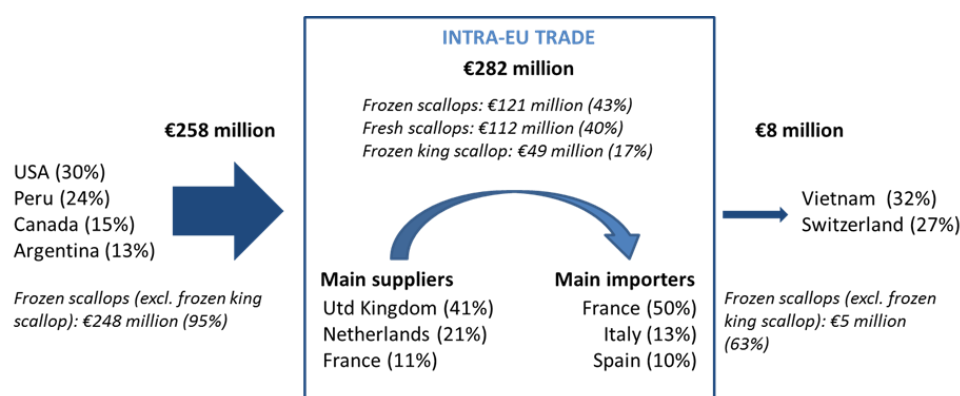 INTRA-EU TRADE
€282 million
Frozen scallops: €121 million (43%)
Fresh scallops: €112 million (40%)
Frozen king scallop: €49 million (17%)
€258 million
USA (30%)
Peru (24%)
Canada (15%)
Argentina (13%)
Frozen scallops (excl. frozen king
scallop): €248 million (95%)
Main suppliers
Utd Kingdom (41%)
Netherlands (21%)
France (11%)
Main importers
France (50%)
Italy (13%)
Spain (10%)
€8 million
Vietnam (32%)
Switzerland (27%)
Frozen scallops (excl. frozen
king scallop): €5 million
(63%)